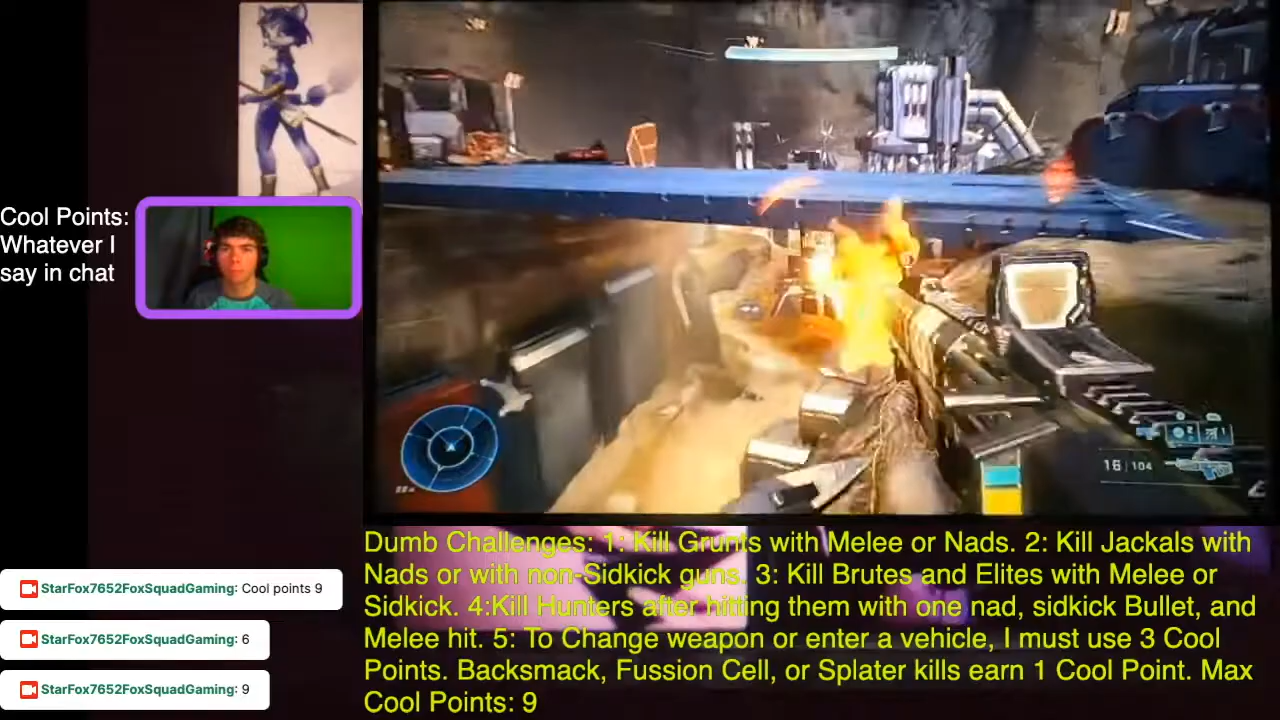 Cool Points:
Whatever I
say in chat
16 | 104
StarFox7652FoxSquadGaming: Cool points 9
StarFox7652FoxSquadGaming: 6
StarFox7652FoxSquadGaming: 9
Dumb Challenges: 1: Kill Grunts with Melee or Nads. 2: Kill Jackals with
Nads or with non-Sidkick guns. 3: Kill Brutes and Elites with Melee or
Sidkick. 4:Kill Hunters after hitting them with one nad, sidkick Bullet, and
Melee hit. 5: To Change weapon or enter a vehicle, I must use 3 Cool
Points. Backsmack, Fussion Cell, or Splater kills earn 1 Cool Point. Max
Cool Points: 9